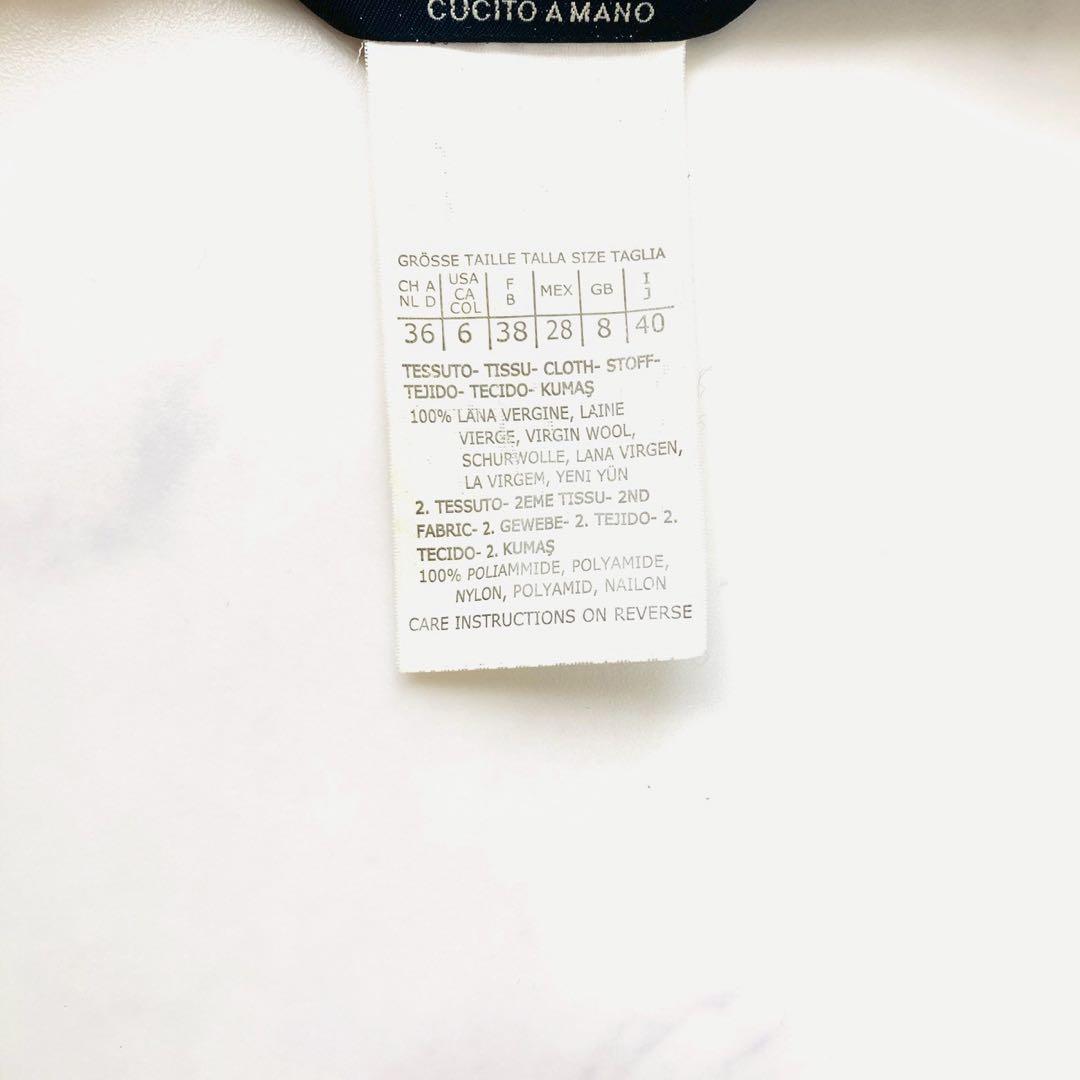 CUCITO A MANO
GRÖSSE TAILLE TALLA SIZE TAGLIA
CH A NL D | USA CA COL | F B | MEX | GB | I J
36 | 6 | 38 | 28 | 8 | 40
TESSUTO- TISSU- CLOTH- STOFF-
TEJIDO- TECIDO- KUMAŞ
100% LANA VERGINE, LAINE
VIERGE, VIRGIN WOOL,
SCHURWOLLE, LANA VIRGEN,
LA VIRGEM, YENI YÜN
2. TESSUTO- 2EME TISSU- 2ND
FABRIC- 2. GEWEBE- 2. TEJIDO- 2.
TECIDO- 2. KUMAŞ
100% POLIAMMIDE, POLYAMIDE,
NYLON, POLYAMID, NAILON
CARE INSTRUCTIONS ON REVERSE